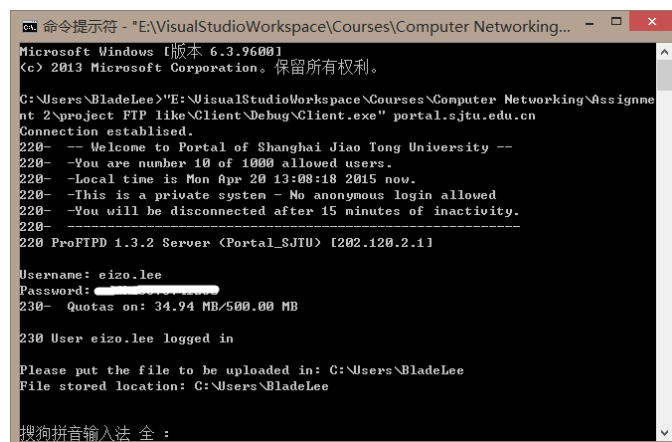 命令提示符 - "E:\VisualStudioWorkspace\Courses\Computer Networking...
Microsoft Windows [版本 6.3.9600]
(c) 2013 Microsoft Corporation。保留所有权利。
C:\Users\BladeLee>"E:\VisualStudioWorkspace\Courses\Computer Networking\Assignme
nt 2\project FTP like\Client\Debug\Client.exe" portal.sjtu.edu.cn
Connection establised.
220-  -- Welcome to Portal of Shanghai Jiao Tong University --
220-  -You are number 10 of 1000 allowed users.
220-  -Local time is Mon Apr 20 13:08:18 2015 now.
220-  -This is a private system - No anonymous login allowed
220-  -You will be disconnected after 15 minutes of inactivity.
220-  --------------------------------------------------------
220 ProFTPD 1.3.2 Server (Portal_SJTU) [202.120.2.1]
Username: eizo.lee
Password:
230-  Quotas on: 34.94 MB/500.00 MB
230 User eizo.lee logged in
Please put the file to be uploaded in: C:\Users\BladeLee
File stored location: C:\Users\BladeLee
搜狗拼音输入法 全 :